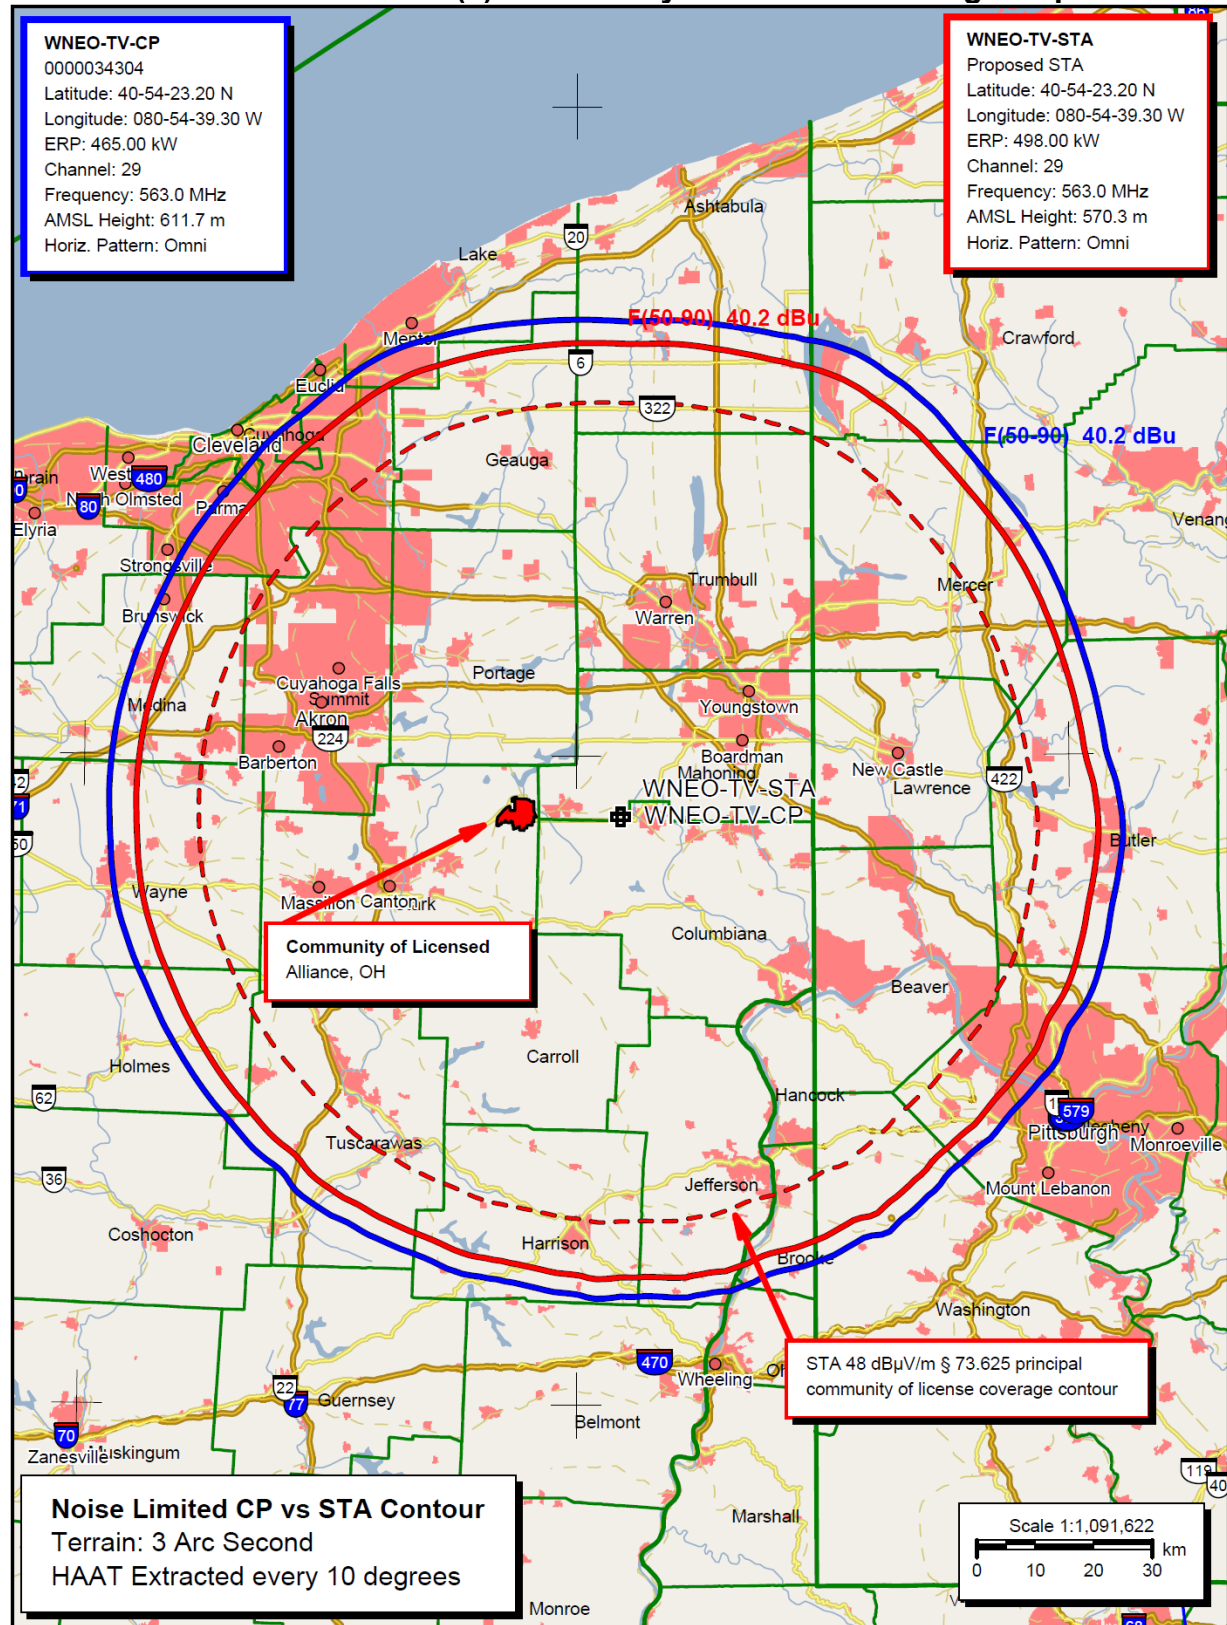 WNEO-TV-CP
0000034304
Latitude: 40-54-23.20 N
Longitude: 080-54-39.30 W
ERP: 465.00 kW
Channel: 29
Frequency: 563.0 MHz
AMSL Height: 611.7 m
Horiz. Pattern: Omni
WNEO-TV-STA
Proposed STA
Latitude: 40-54-23.20 N
Longitude: 080-54-39.30 W
ERP: 498.00 kW
Channel: 29
Frequency: 563.0 MHz
AMSL Height: 570.3 m
Horiz. Pattern: Omni
86
Ashtabula
20
Lake
F(50-90) 40.2 dBu
Mentor
Crawford
6
Euclid
322
F(50-90) 40.2 dBu
Cuyahoga
Cleveland
Geauga
West
480
North Olmsted
80
Parma
Elyria
Strongsville
Trumbull
Mercer
Brunswick
Warren
Portage
Cuyahoga Falls
Summit
Medina
Akron
Youngstown
224
Barberton
Boardman
Mahoning
New Castle
Lawrence
422
71
WNEO-TV-STA
WNEO-TV-CP
Butler
Wayne
Massillon
Canton
Community of Licensed
Alliance, OH
Columbiana
Beaver
Carroll
Holmes
62
Hancock
579
Pittsburgh
Monroeville
Tuscarawas
36
Jefferson
Mount Lebanon
Coshocton
Harrison
Brooke
Washington
STA 48 dBµV/m § 73.625 principal
community of license coverage contour
470
Wheeling
22
77
Guernsey
Belmont
70
Zanesville
Muskingum
119
40
Noise Limited CP vs STA Contour
Terrain: 3 Arc Second
HAAT Extracted every 10 degrees
Marshall
Scale 1:1,091,622
km
0 10 20 30
Monroe